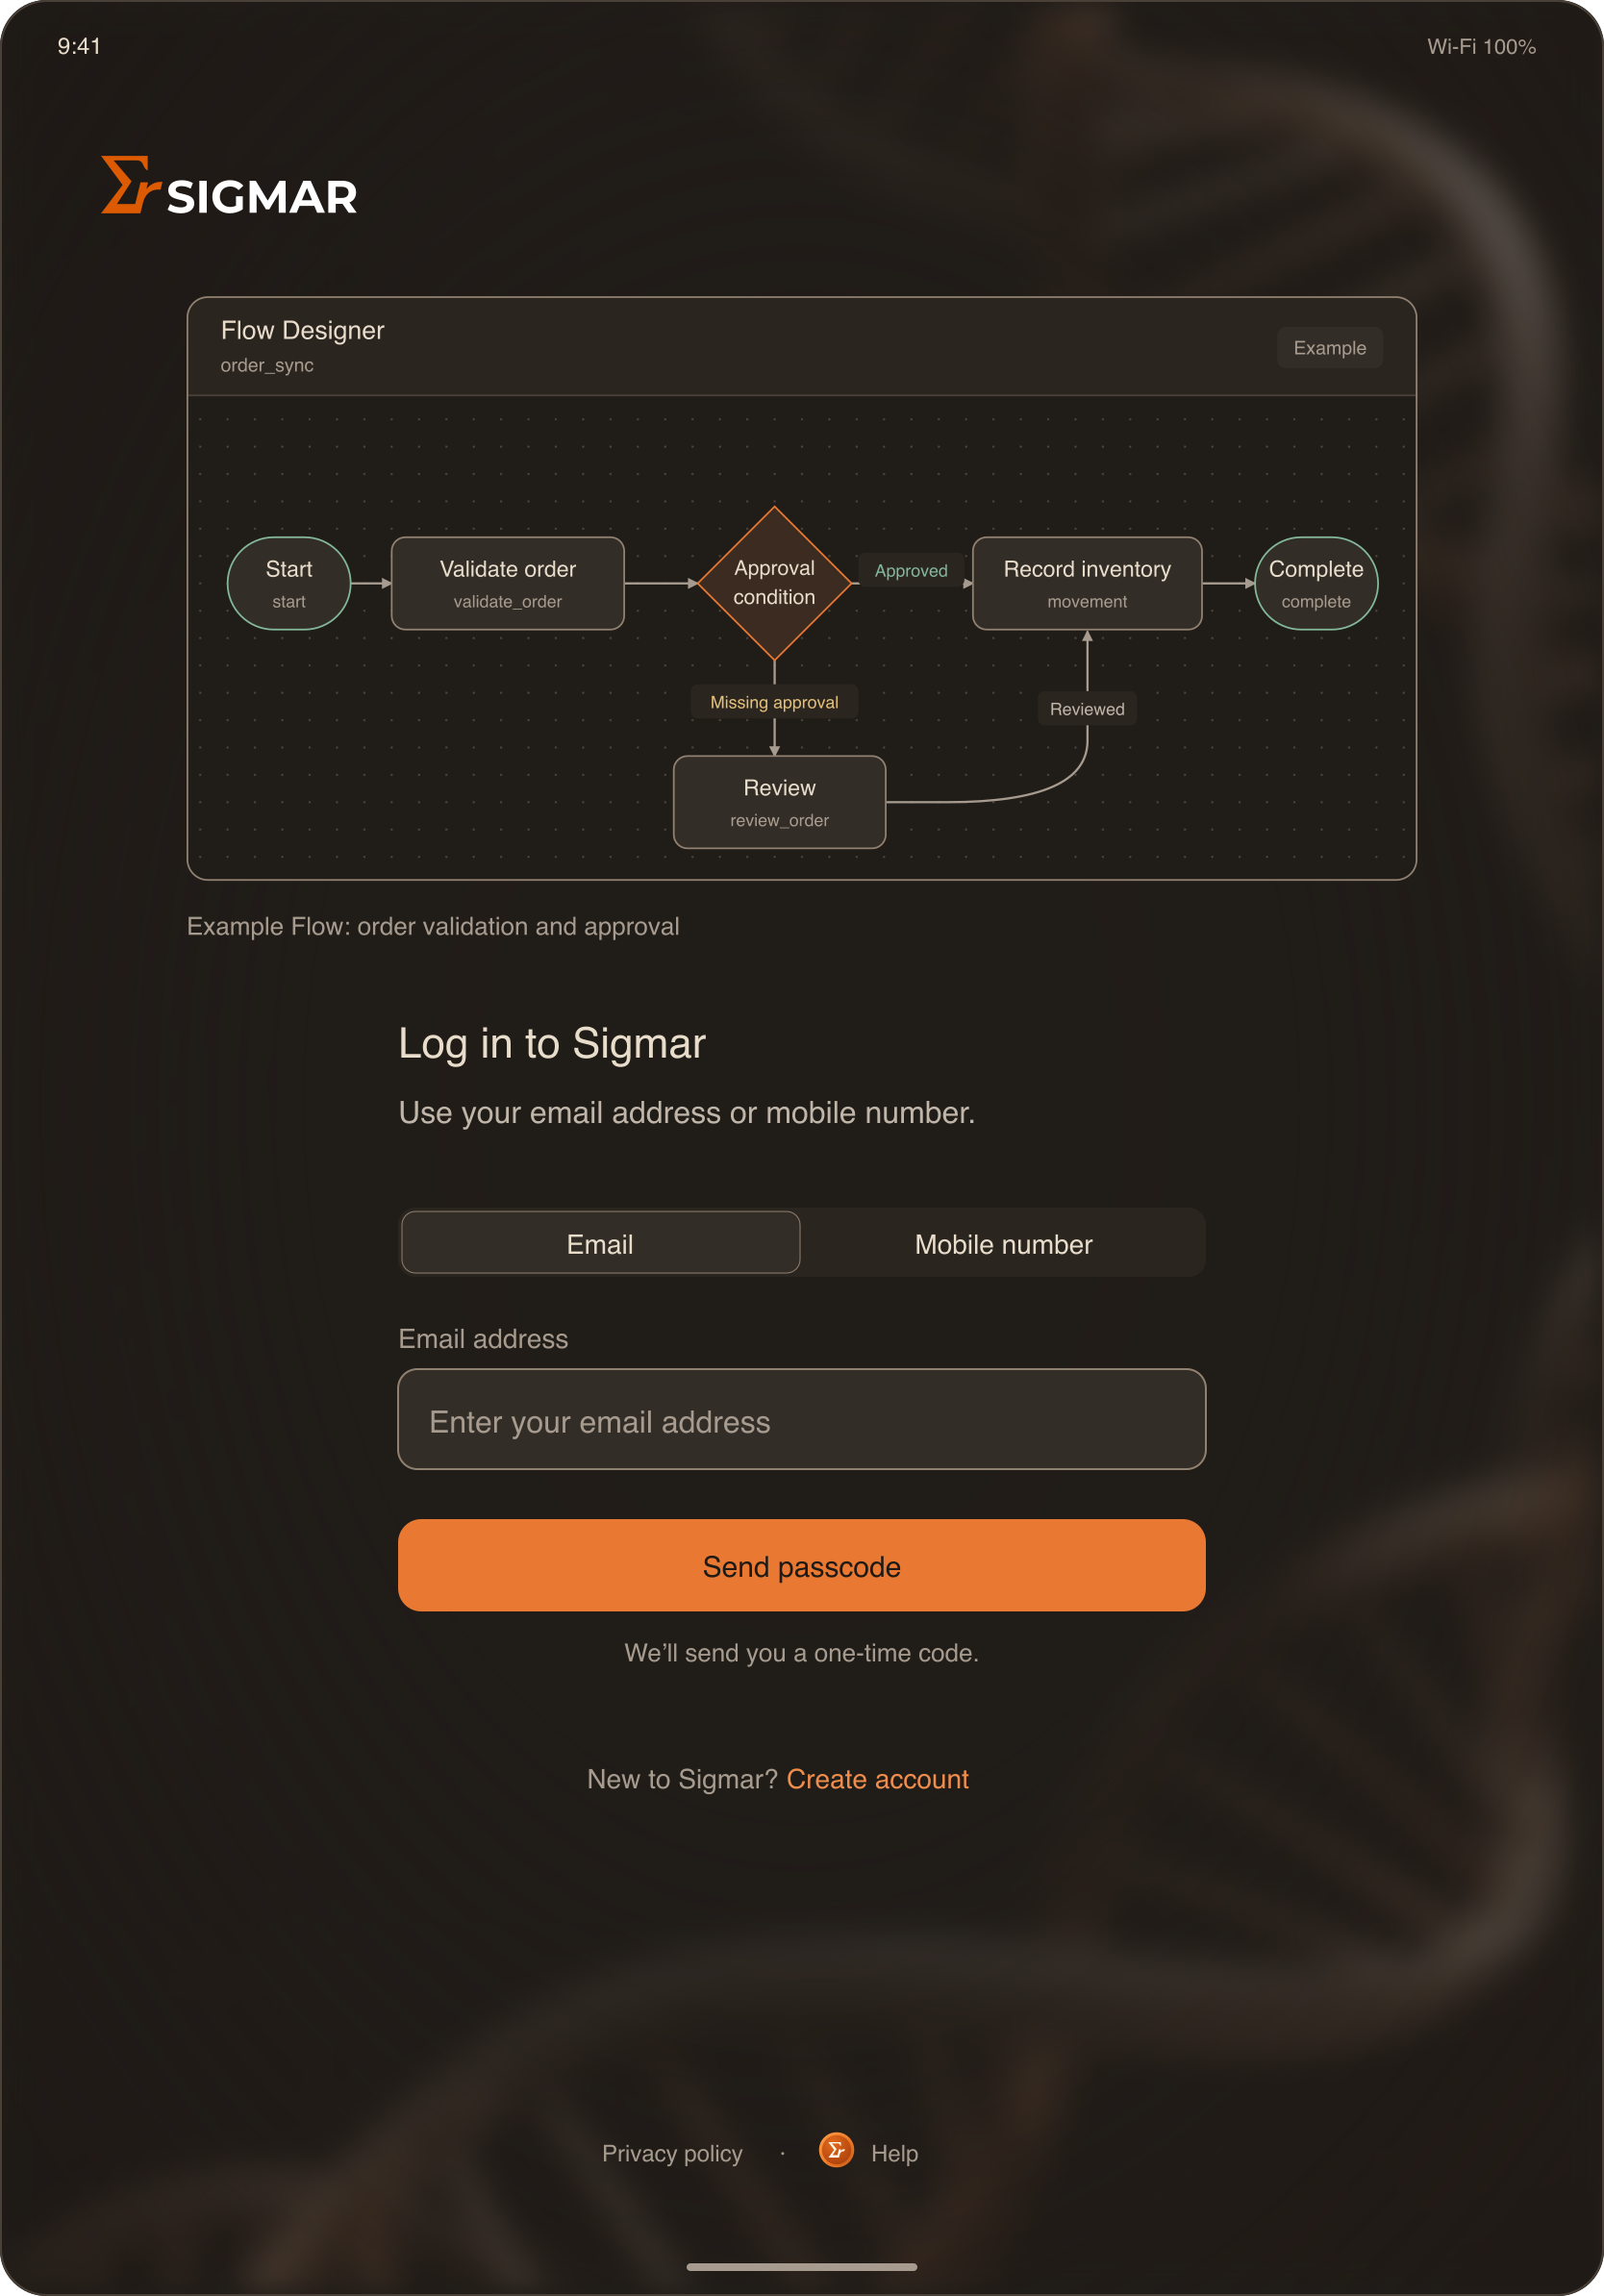 9:41
Wi-Fi 100%
Σr SIGMAR
Flow Designer
order_sync
Example
Start
start
Validate order
validate_order
Approval
condition
Approved
Record inventory
movement
Complete
complete
Missing approval
Reviewed
Review
review_order
Example Flow: order validation and approval
Log in to Sigmar
Use your email address or mobile number.
Email
Mobile number
Email address
Enter your email address
Send passcode
We’ll send you a one-time code.
New to Sigmar? Create account
Privacy policy
·
Σr
Help